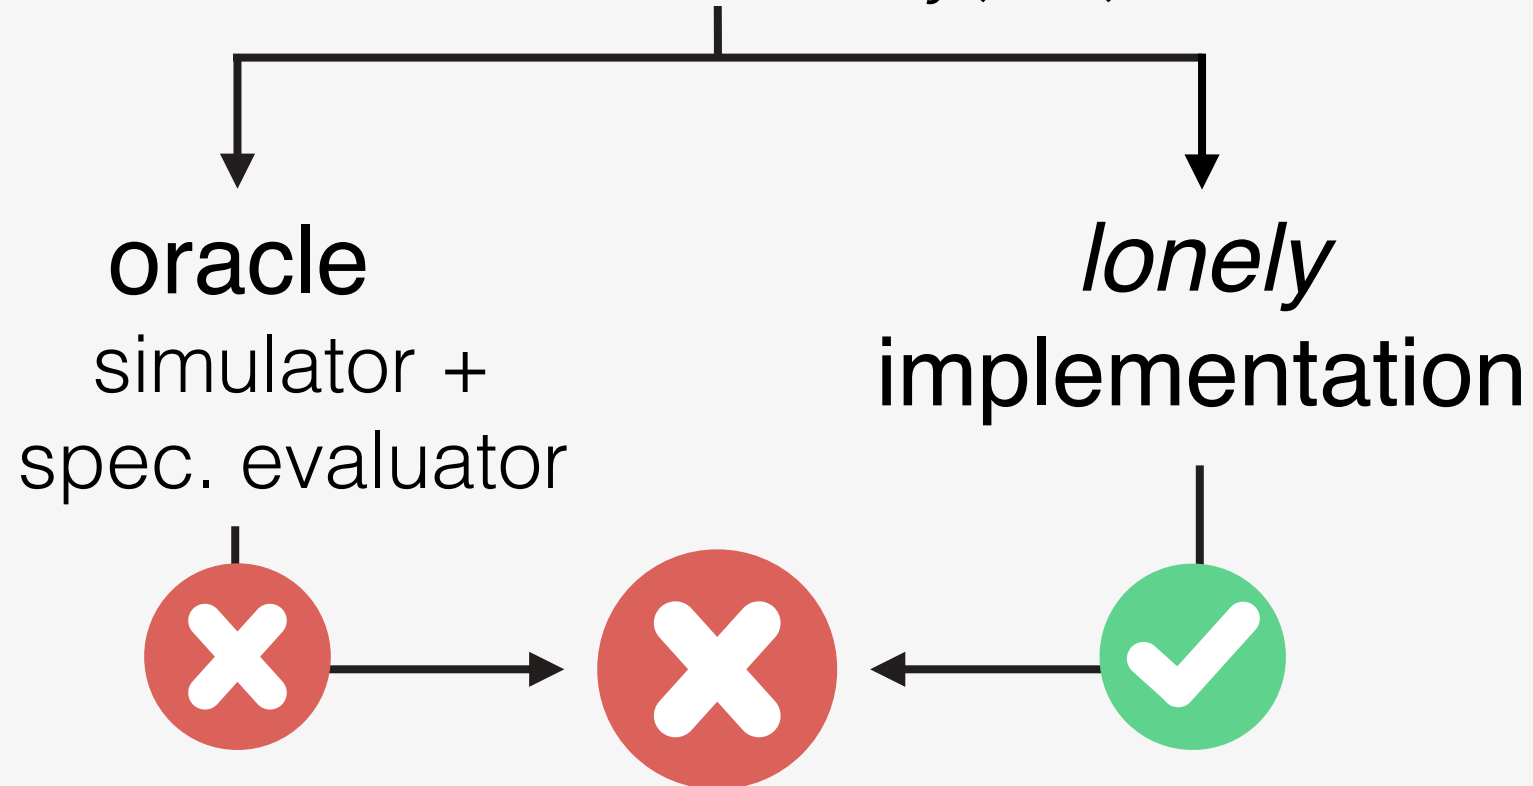 oracle
simulator +
spec. evaluator
lonely
implementation